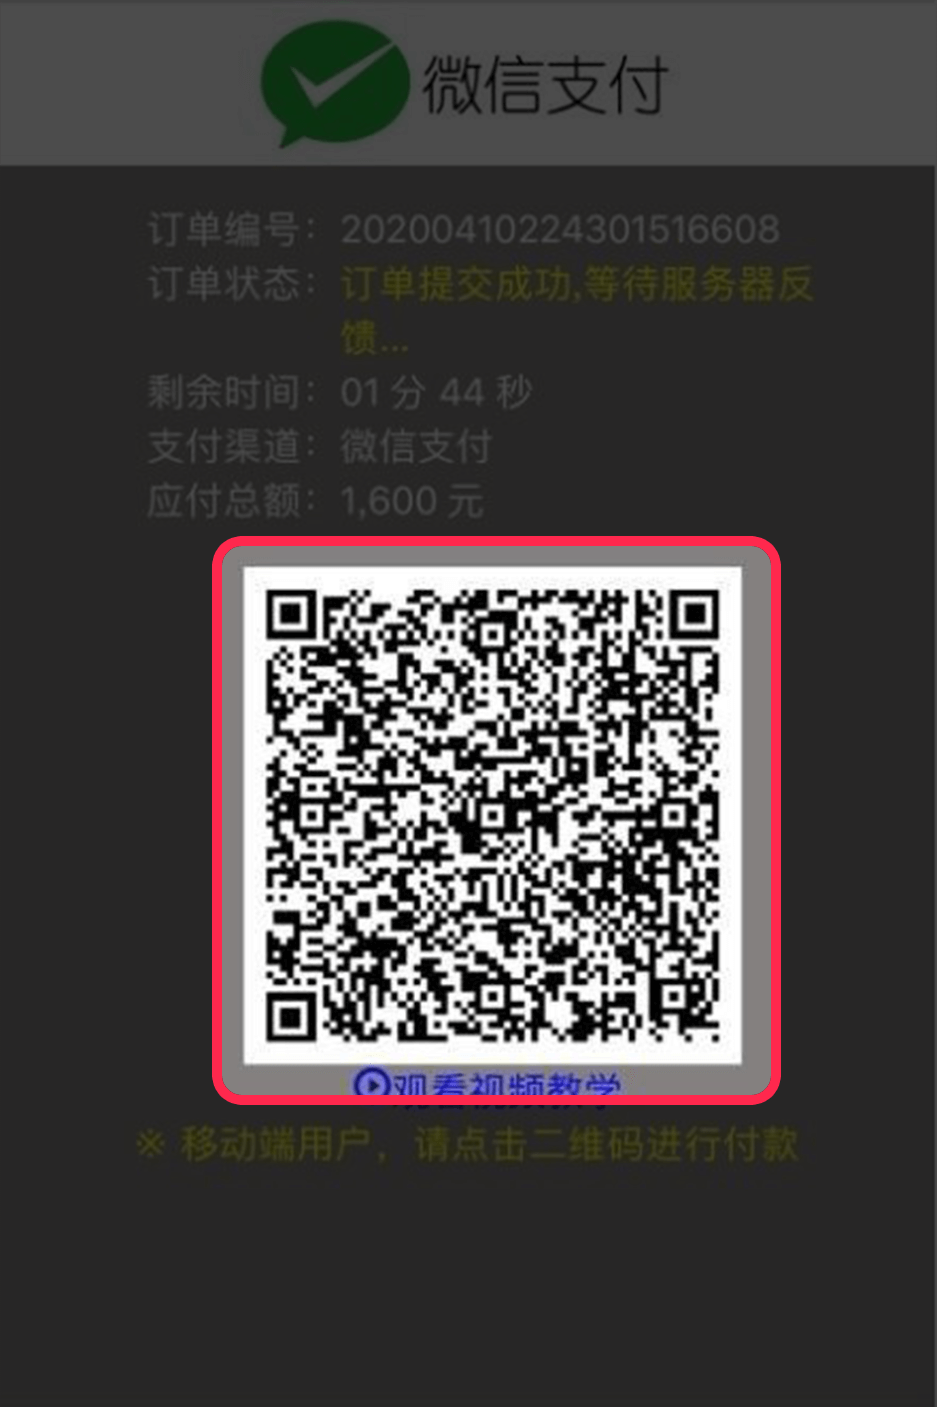 微信支付
订单编号： 20200410224301516608
订单状态： 订单提交成功,等待服务器反
馈...
剩余时间： 01 分 44 秒
支付渠道： 微信支付
应付总额： 1,600 元
观看视频教学
※ 移动端用户，请点击二维码进行付款